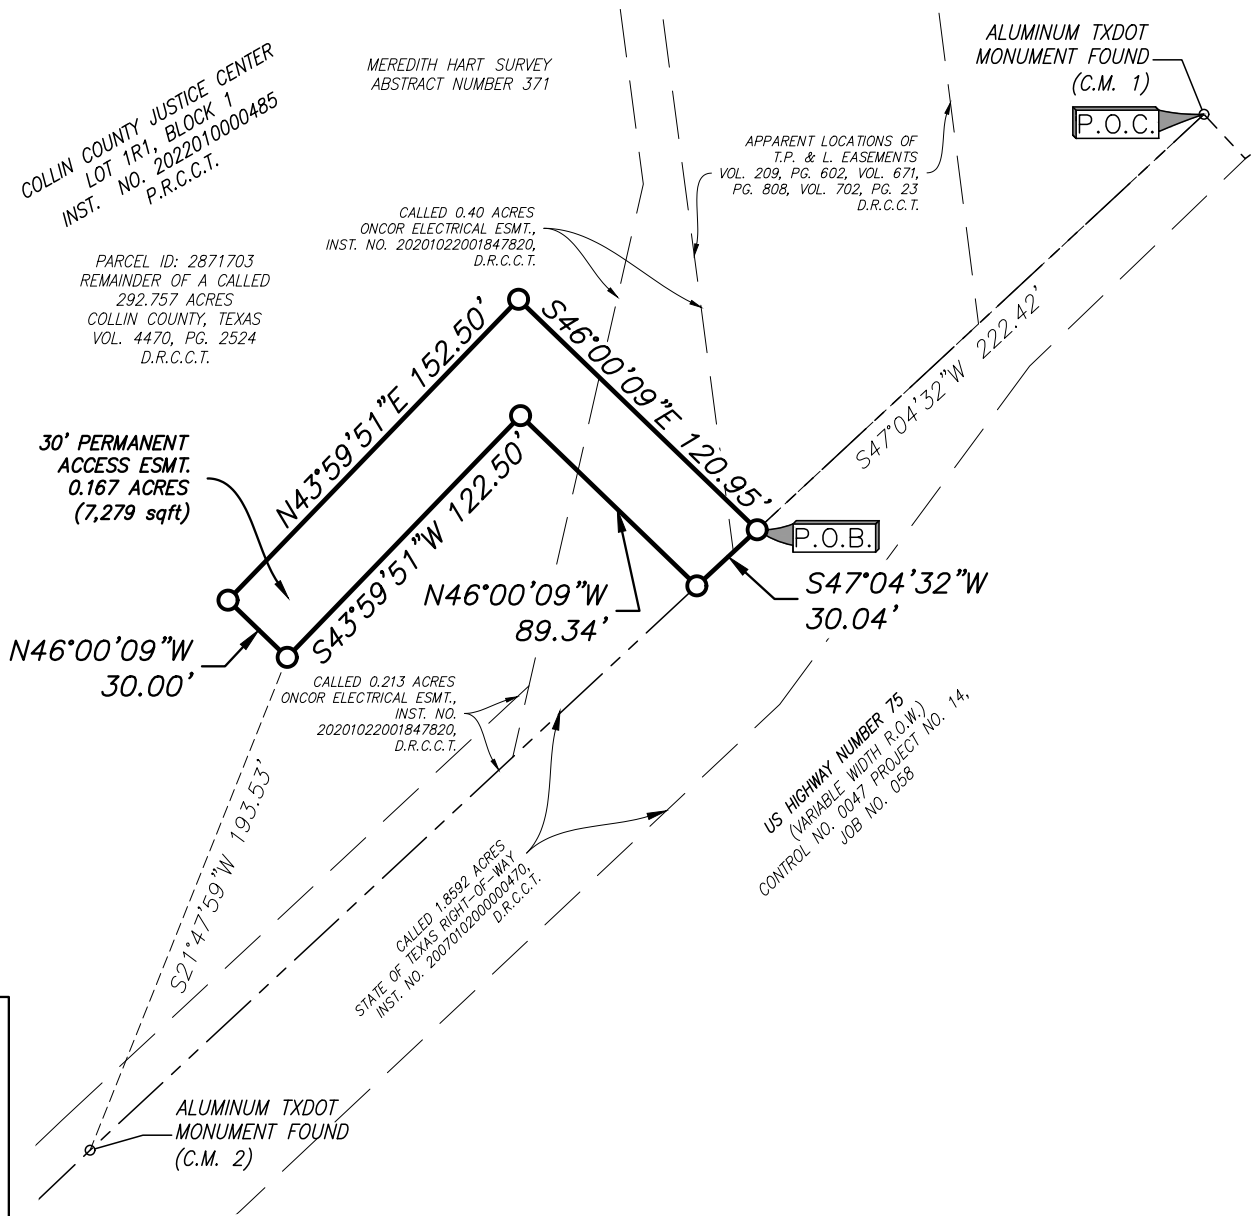 COLLIN COUNTY JUSTICE CENTER
LOT 1R1, BLOCK 1
INST. NO. 2022010000485
P.R.C.C.T.
MEREDITH HART SURVEY
ABSTRACT NUMBER 371
ALUMINUM TXDOT
MONUMENT FOUND
(C.M. 1)
P.O.C.
APPARENT LOCATIONS OF
T.P. & L. EASEMENTS
VOL. 209, PG. 602, VOL. 671,
PG. 808, VOL. 702, PG. 23
D.R.C.C.T.
CALLED 0.40 ACRES
ONCOR ELECTRICAL ESMT.,
INST. NO. 20201022001847820,
D.R.C.C.T.
PARCEL ID: 2871703
REMAINDER OF A CALLED
292.757 ACRES
COLLIN COUNTY, TEXAS
VOL. 4470, PG. 2524
D.R.C.C.T.
N43°59'51"E 152.50'
S46°00'09"E 120.95'
S47°04'32"W 222.42'
30' PERMANENT
ACCESS ESMT.
0.167 ACRES
(7,279 sqft)
S43°59'51"W 122.50'
P.O.B.
N46°00'09"W
89.34'
S47°04'32"W
30.04'
N46°00'09"W
30.00'
CALLED 0.213 ACRES
ONCOR ELECTRICAL ESMT.,
INST. NO.
20201022001847820,
D.R.C.C.T.
S21°47'59"W 193.53'
US HIGHWAY NUMBER 75
(VARIABLE WIDTH R.O.W.)
CONTROL NO. 0047 PROJECT NO. 14,
JOB NO. 058
CALLED 1.8592 ACRES
STATE OF TEXAS RIGHT-OF-WAY
INST. NO. 20070102000000470,
D.R.C.C.T.
ALUMINUM TXDOT
MONUMENT FOUND
(C.M. 2)